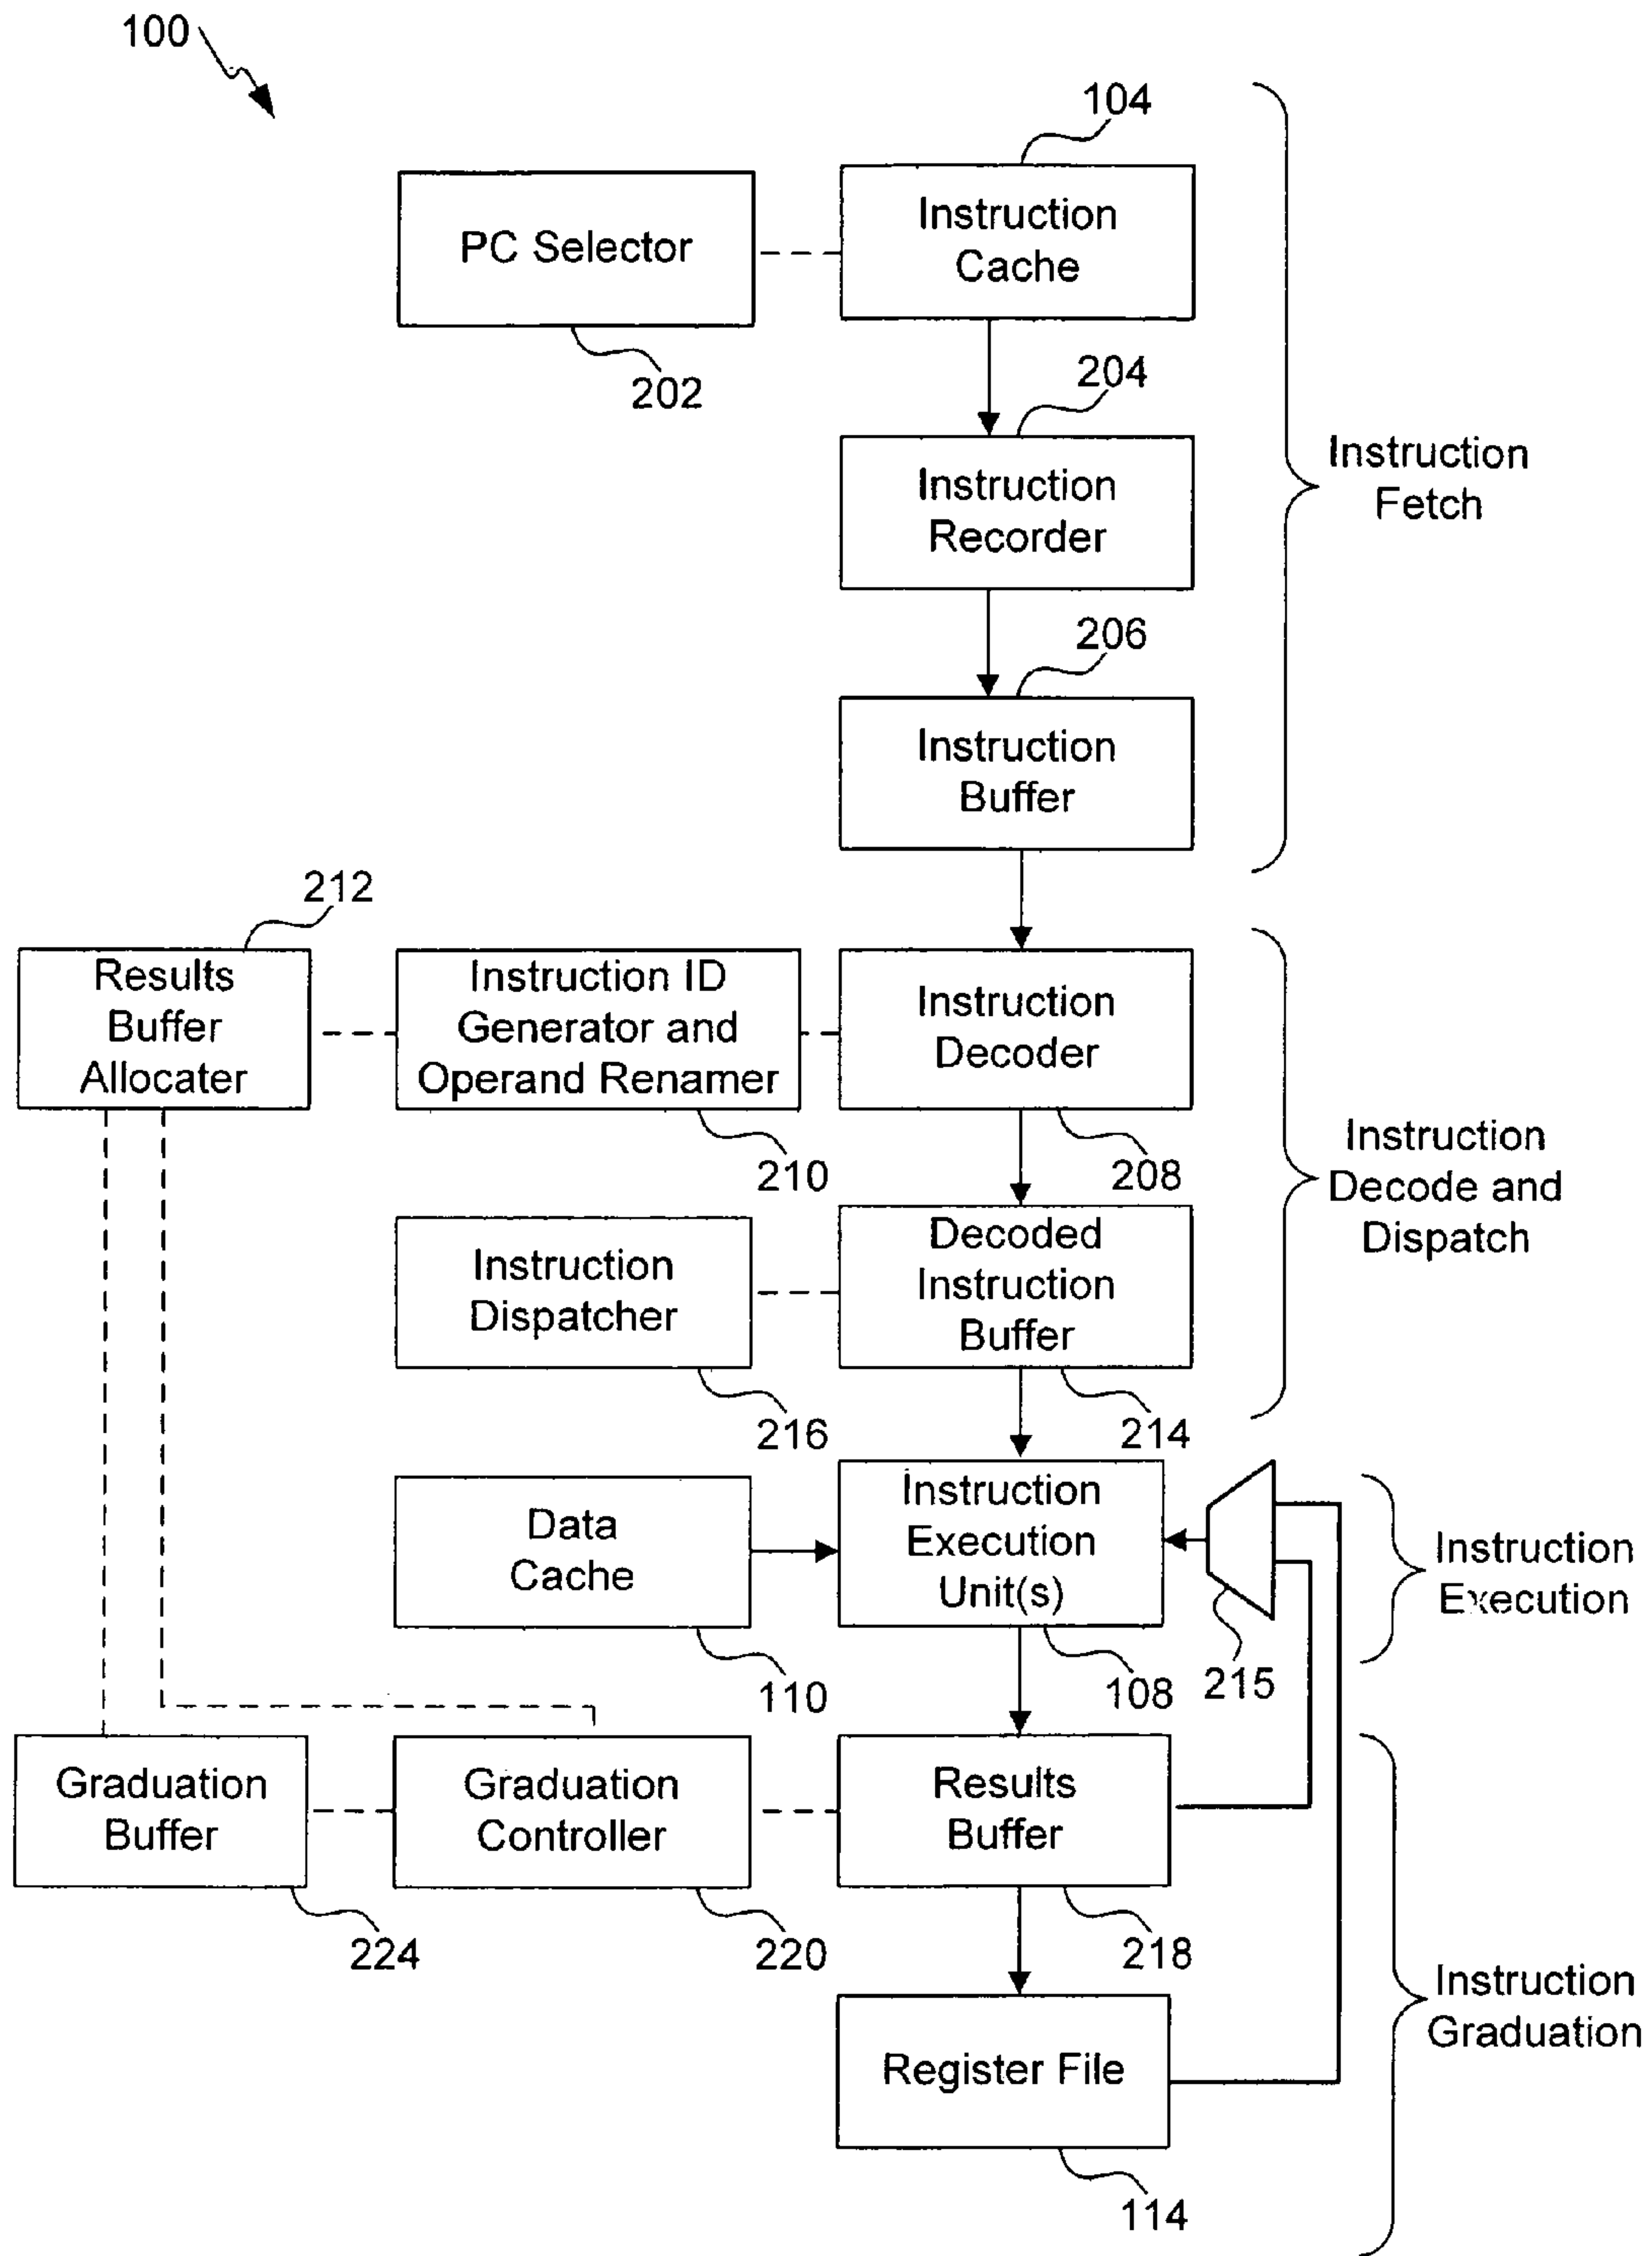 100
104
PC Selector
Instruction
Cache
202
204
Instruction
Recorder
Instruction
Fetch
206
Instruction
Buffer
212
Results
Buffer
Allocater
Instruction ID
Generator and
Operand Renamer
Instruction
Decoder
210
208
Instruction
Decode and
Dispatch
Instruction
Dispatcher
Decoded
Instruction
Buffer
216
214
Data
Cache
Instruction
Execution
Unit(s)
Instruction
Execution
110
108
215
Graduation
Buffer
Graduation
Controller
Results
Buffer
224
220
218
Instruction
Graduation
Register File
114